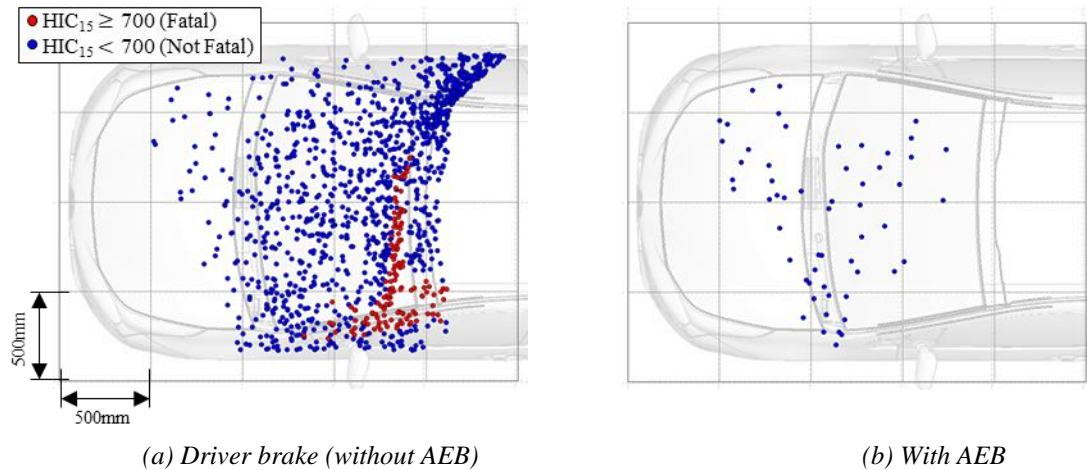 HIC₁₅ ≥ 700 (Fatal)
HIC₁₅ < 700 (Not Fatal)
500mm
500mm
(a) Driver brake (without AEB)
(b) With AEB